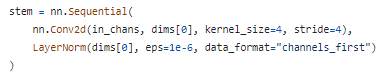 stem = nn.Sequential(
    nn.Conv2d(in_chans, dims[0], kernel_size=4, stride=4),
    LayerNorm(dims[0], eps=1e-6, data_format="channels_first")
)